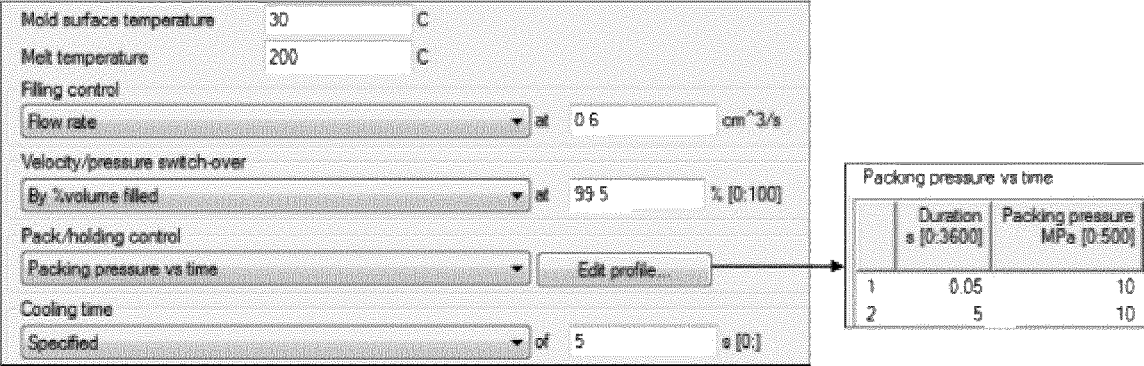 Mold surface temperature 30 C
Melt temperature 200 C
Filling control
Flow rate at 0.6 cm^3/s
Velocity/pressure switch-over
By %volume filled at 99.5 % [0:100]
Pack/holding control
Packing pressure vs time Edit profile...
Cooling time
Specified of 5 s [0:]
Packing pressure vs time
Duration Packing pressure
s [0:3600] MPa [0:500]
1 0.05 10
2 5 10